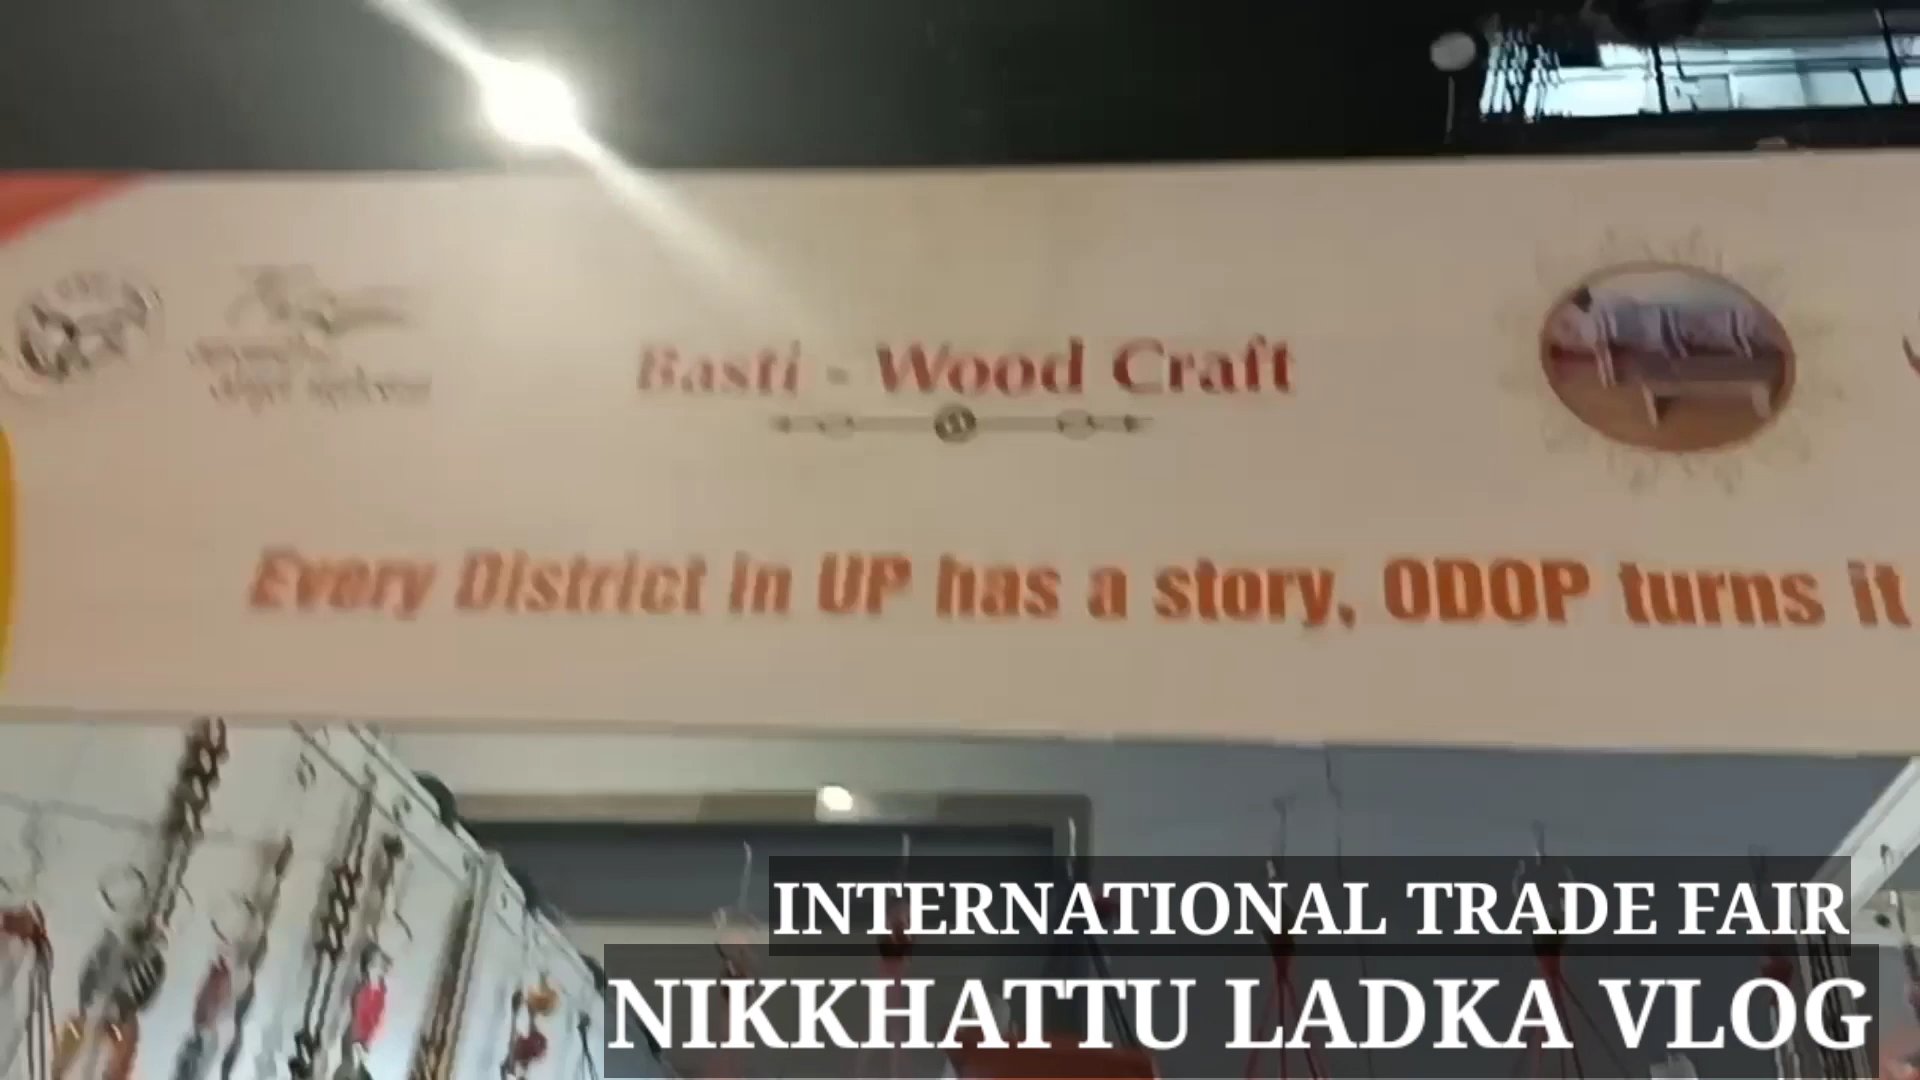 Basti - Wood Craft
Every District in UP has a story, ODOP turns it
INTERNATIONAL TRADE FAIR
NIKKHATTU LADKA VLOG